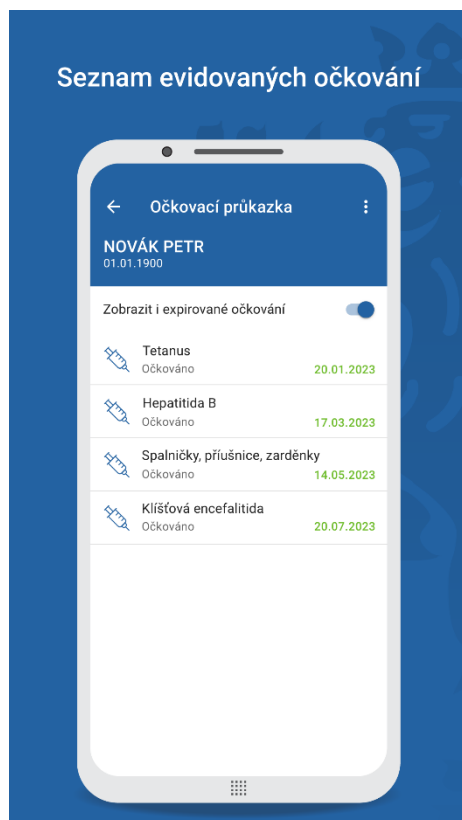 Seznam evidovaných očkování
Očkovací průkazka
NOVÁK PETR
01.01.1900
Zobrazit i expirované očkování
Tetanus
Očkováno
20.01.2023
Hepatitida B
Očkováno
17.03.2023
Spalničky, příušnice, zarděnky
Očkováno
14.05.2023
Klíšťová encefalitida
Očkováno
20.07.2023